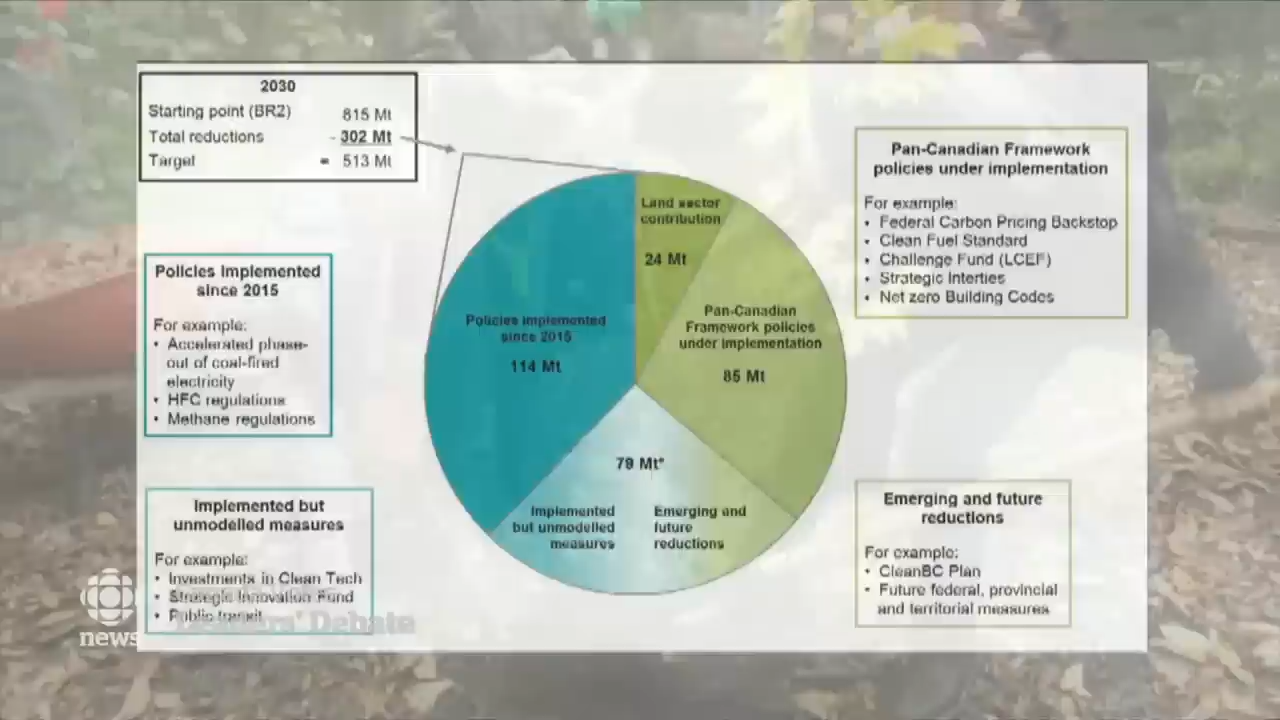 2030
Starting point (BR2) 815 Mt
Total reductions - 302 Mt
Target = 513 Mt
Policies Implemented
since 2015
For example:
• Accelerated phase-
out of coal-fired
electricity
• HFC regulations
• Methane regulations
Implemented but
unmodelled measures
For example:
• Investments in Clean Tech
• Strategic Innovation Fund
• Public transit
Land sector
contribution
24 Mt
Policies implemented
since 2015
114 Mt
Pan-Canadian
Framework policies
under implementation
85 Mt
79 Mt*
Implemented
but unmodelled
measures
Emerging and
future
reductions
Pan-Canadian Framework
policies under implementation
For example:
• Federal Carbon Pricing Backstop
• Clean Fuel Standard
• Challenge Fund (LCEF)
• Strategic Interties
• Net zero Building Codes
Emerging and future
reductions
For example:
• CleanBC Plan
• Future federal, provincial
and territorial measures
news
Leaders' Debate